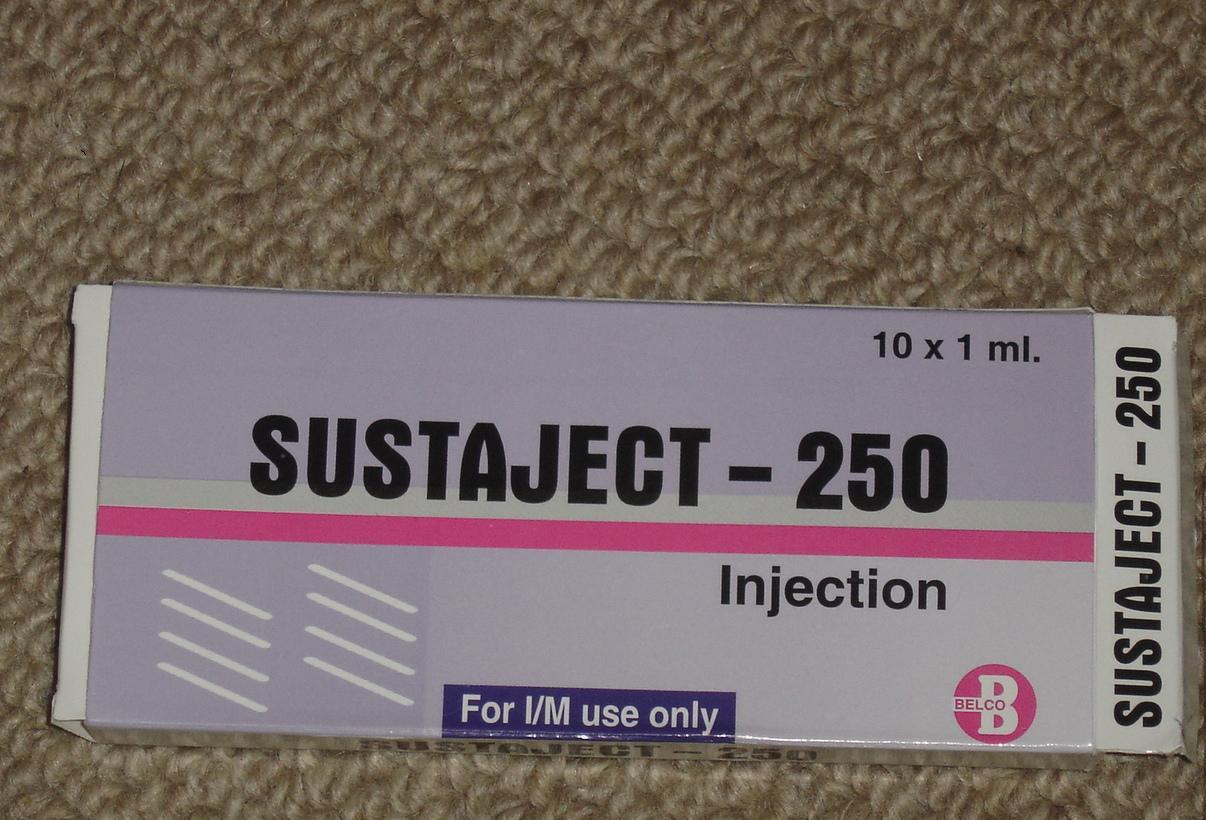 10 x 1 ml.
SUSTAJECT – 250
Injection
For I/M use only
BELCO
B
SUSTAJECT – 250
SUSTAJECT – 250